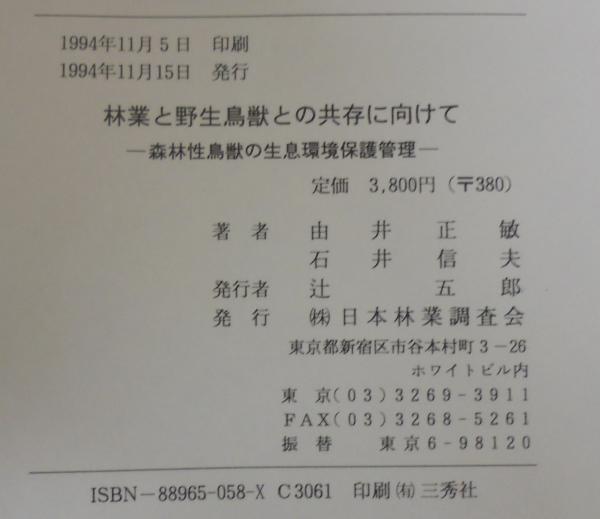 1994年11月5日 印刷
1994年11月15日 発行
林業と野生鳥獣との共存に向けて
―森林性鳥獣の生息環境保護管理―
定価 3,800円（〒380）
著者 由井正敏
石井信夫
発行者 辻五郎
発行 ㈱日本林業調査会
東京都新宿区市谷本村町3-26
ホワイトビル内
東京(03)3269-3911
FAX(03)3268-5261
振替 東京6-98120
ISBN-88965-058-X C3061 印刷㈲三秀社